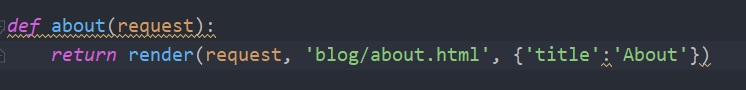 def about(request):
    return render(request, 'blog/about.html', {'title':'About'})